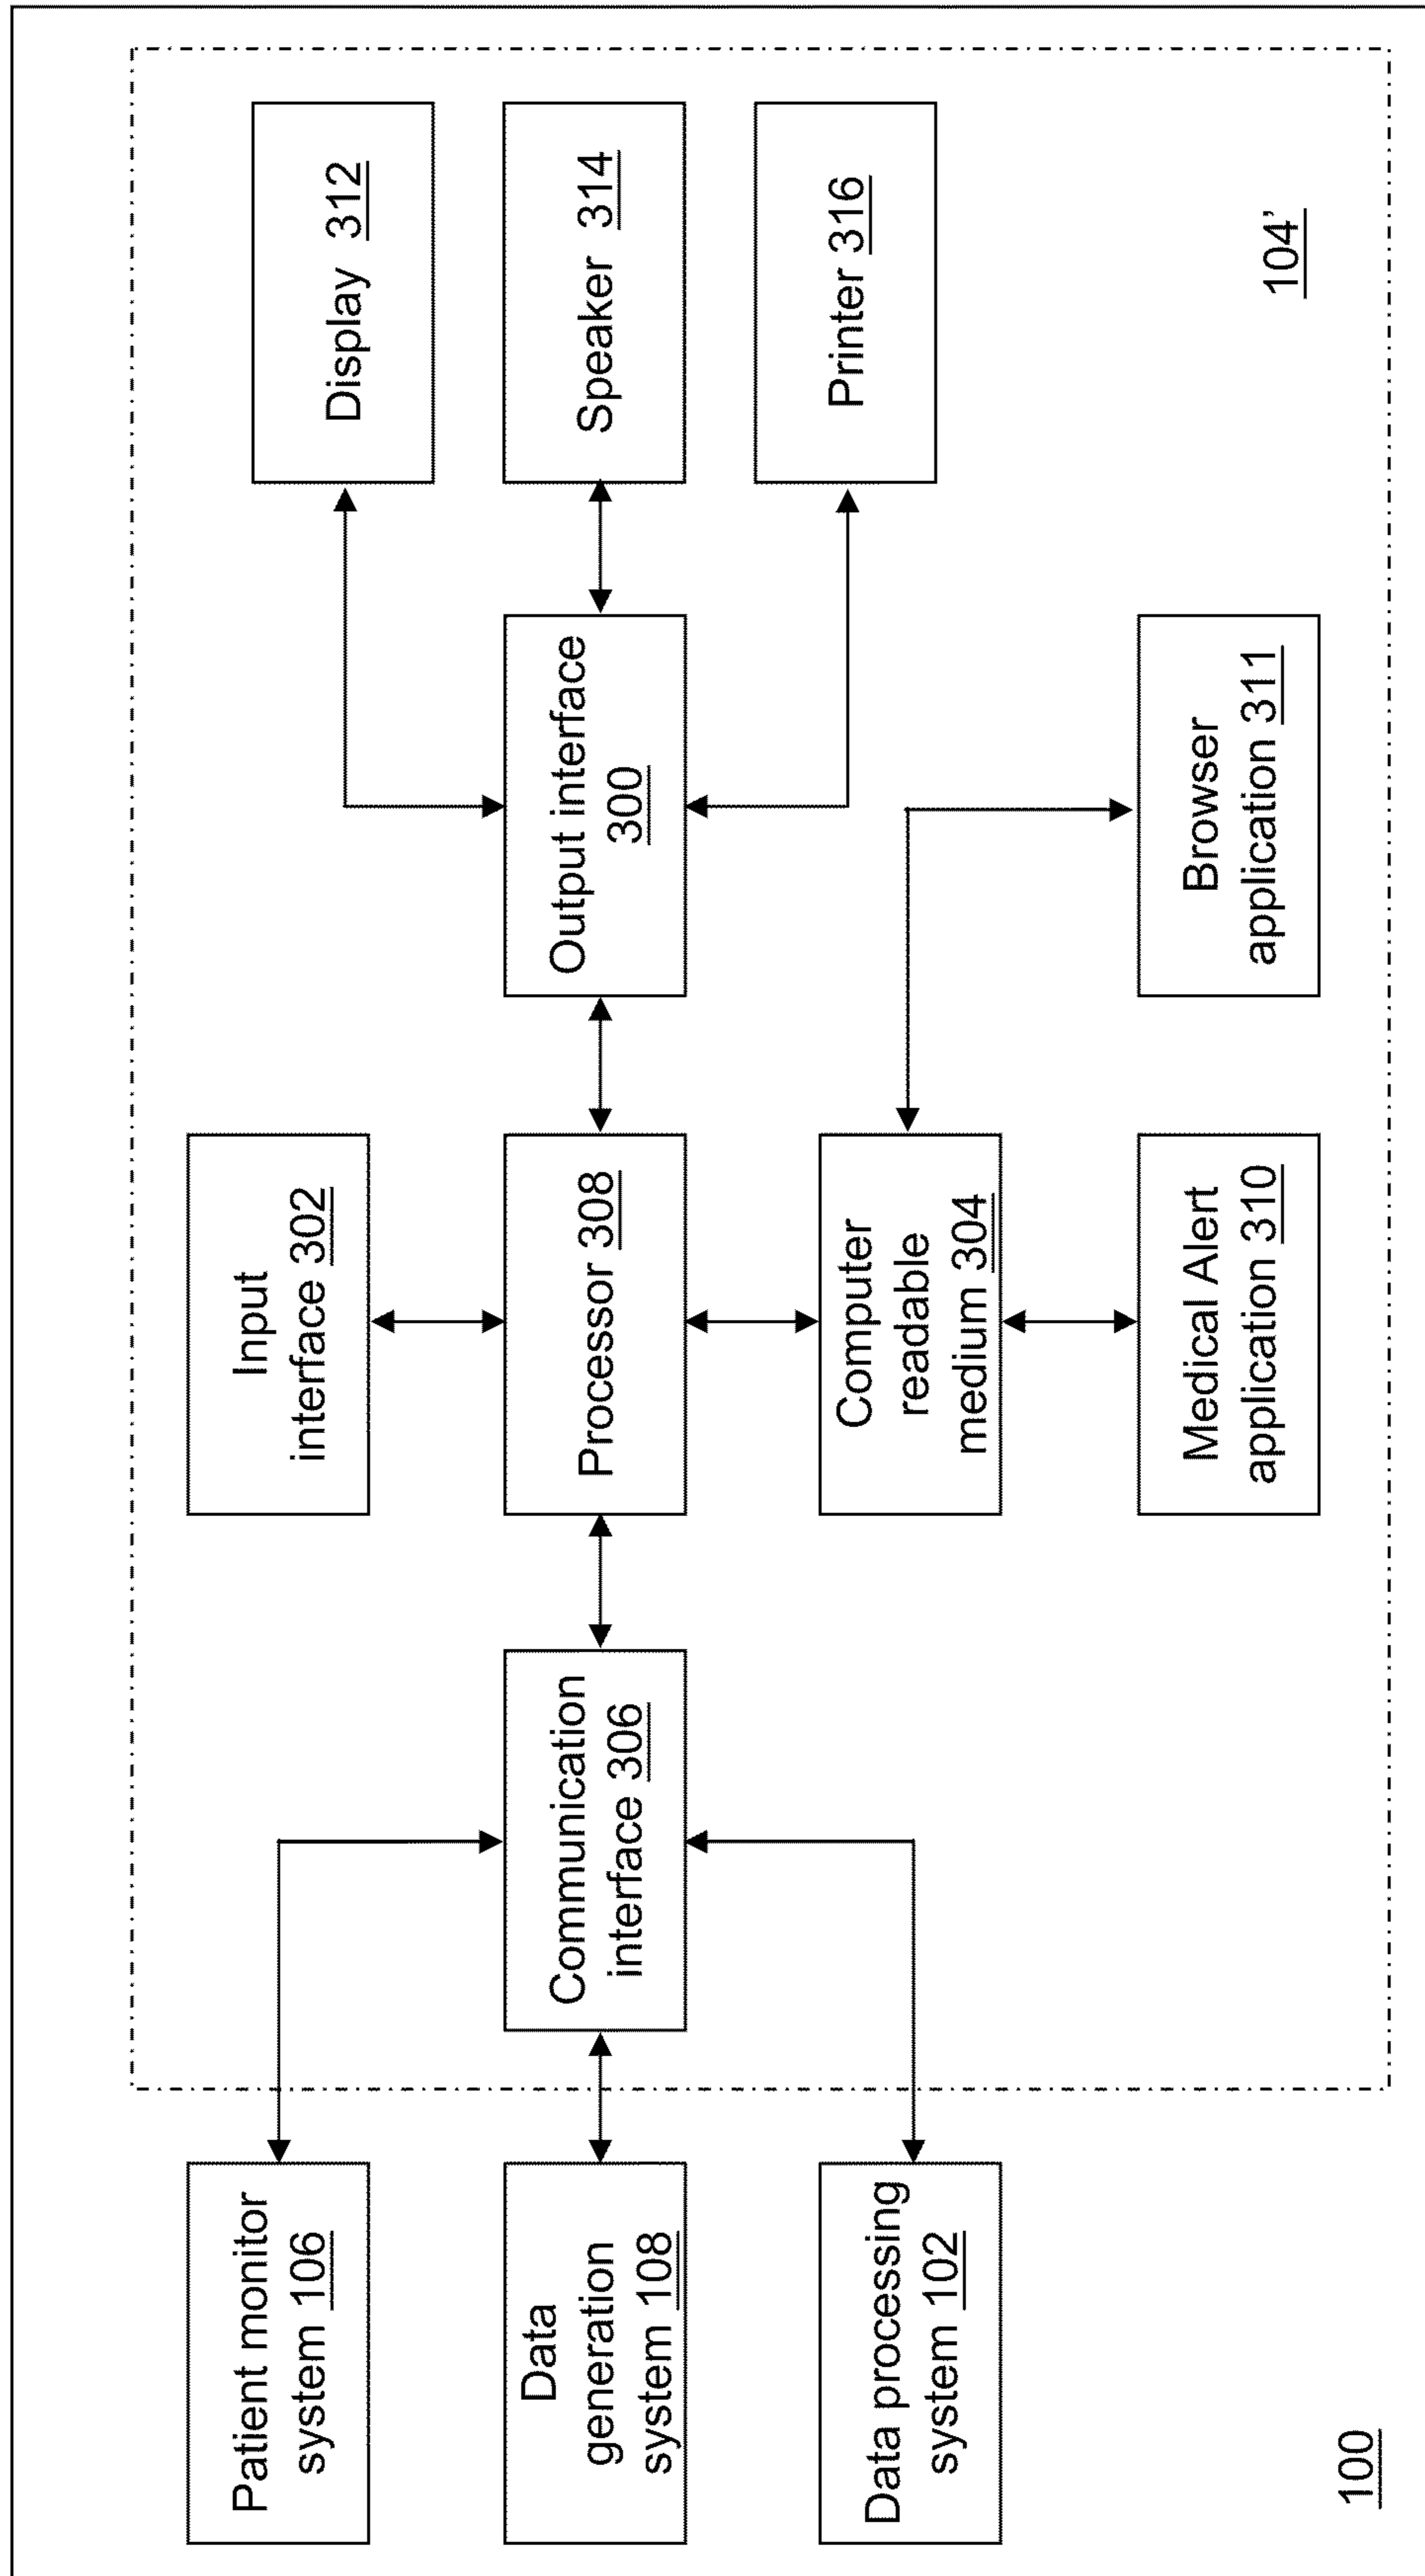 Patient monitor
system 106
Data
generation
system 108
Data processing
system 102
100
Communication
interface 306
Input
interface 302
Processor 308
Computer
readable
medium 304
Medical Alert
application 310
Output interface
300
Browser
application 311
Display 312
Speaker 314
Printer 316
104’